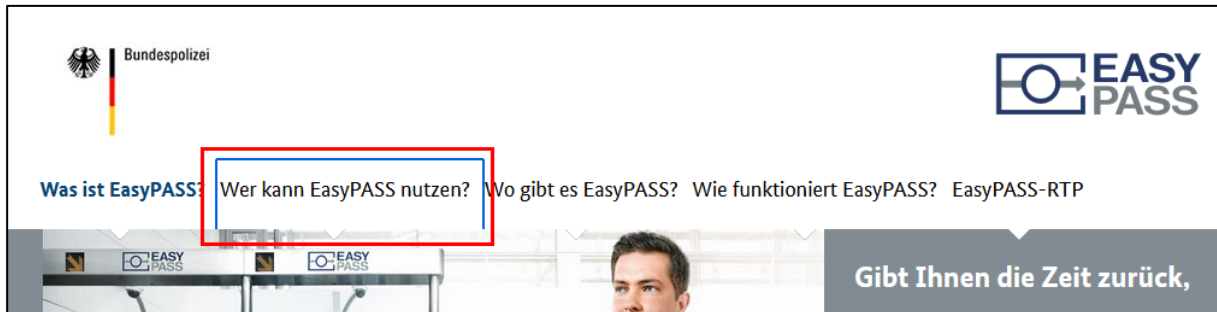 Bundespolizei
EASY
PASS
Was ist EasyPASS? Wer kann EasyPASS nutzen? Wo gibt es EasyPASS? Wie funktioniert EasyPASS? EasyPASS-RTP
EASY
PASS
EASY
PASS
Gibt Ihnen die Zeit zurück,